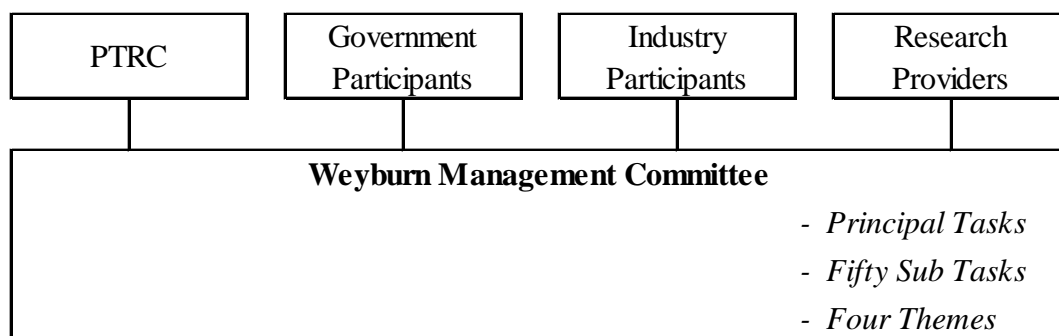 PTRC
Government
Participants
Industry
Participants
Research
Providers
Weyburn Management Committee
- Principal Tasks
- Fifty Sub Tasks
- Four Themes